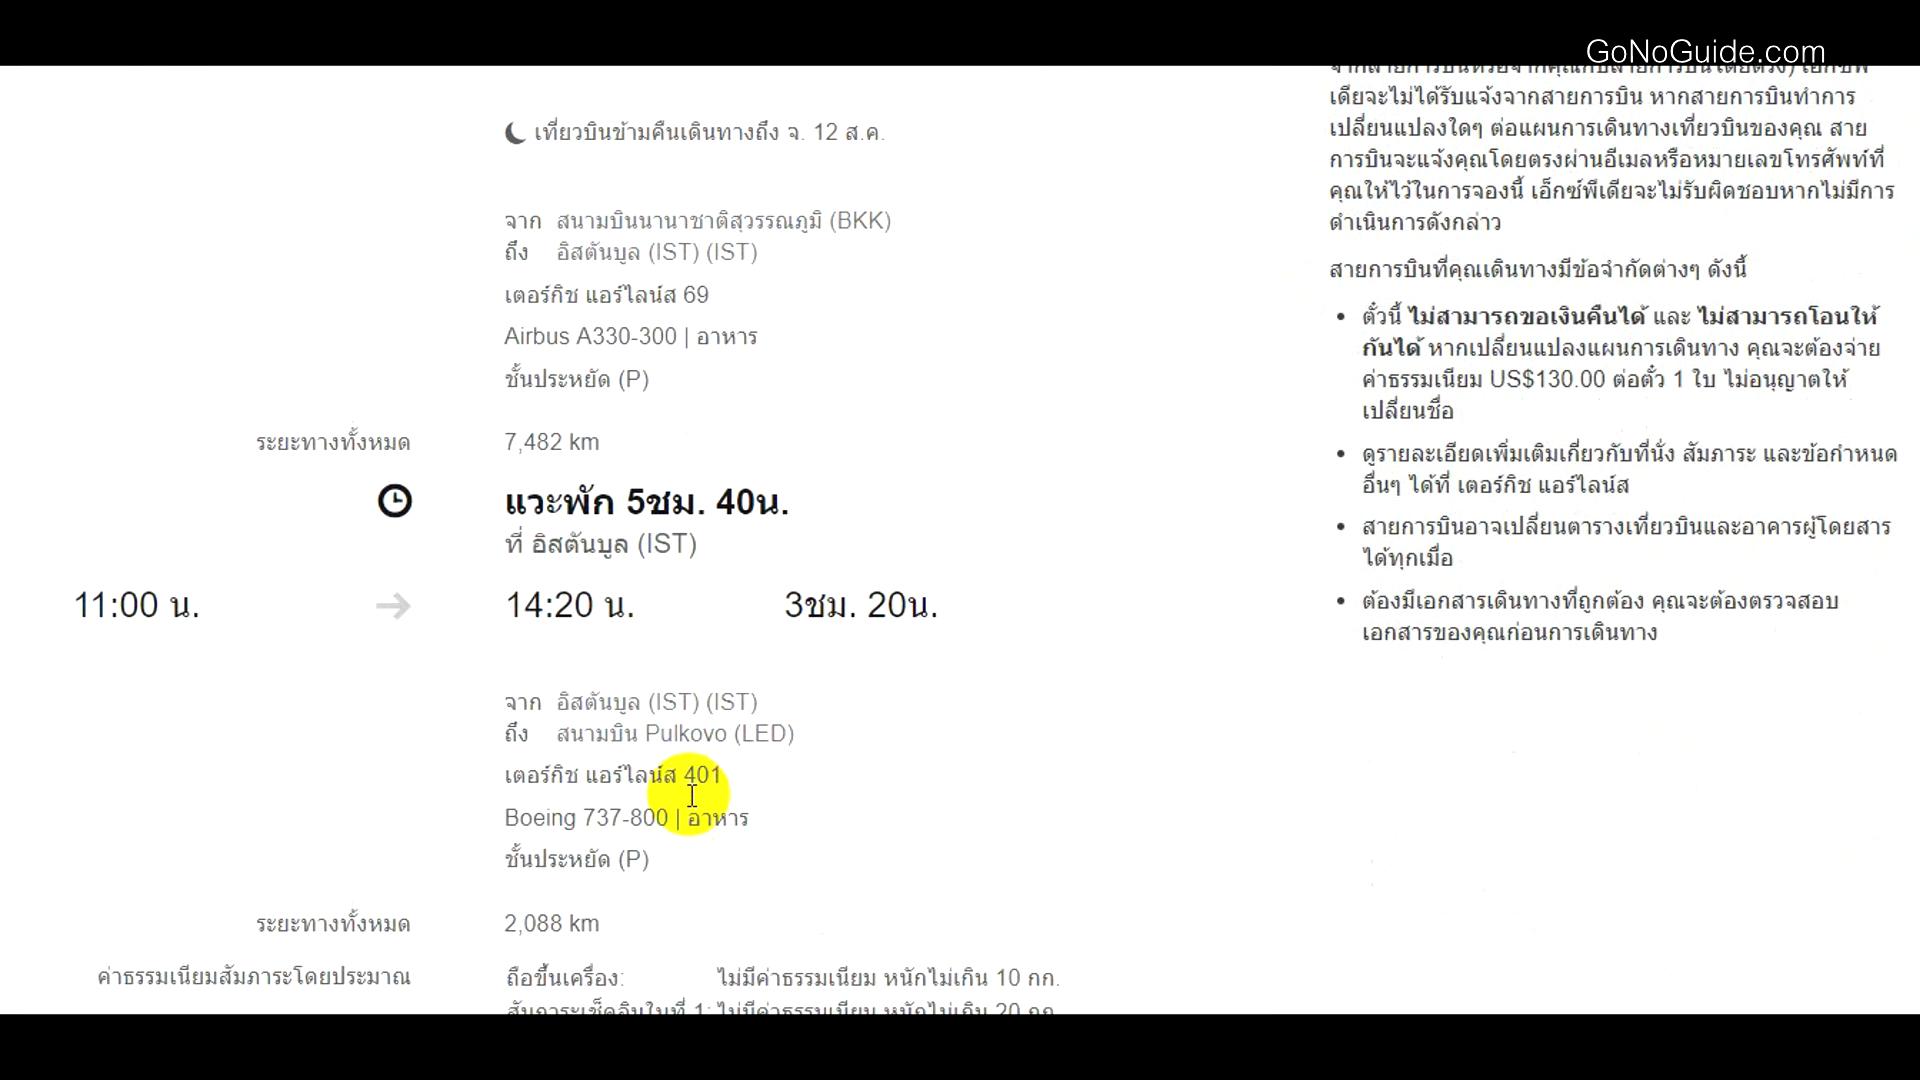 GoNoGuide.com
เที่ยวบินข้ามคืนเดินทางถึง จ. 12 ส.ค.
จาก สนามบินนานาชาติสุวรรณภูมิ (BKK)
ถึง อิสตันบูล (IST) (IST)
เตอร์กิช แอร์ไลน์ส 69
Airbus A330-300 | อาหาร
ชั้นประหยัด (P)
ระยะทางทั้งหมด 7,482 km
แวะพัก 5ชม. 40น.
ที่ อิสตันบูล (IST)
11:00 น. → 14:20 น. 3ชม. 20น.
จาก อิสตันบูล (IST) (IST)
ถึง สนามบิน Pulkovo (LED)
เตอร์กิช แอร์ไลน์ส 401
Boeing 737-800 | อาหาร
ชั้นประหยัด (P)
ระยะทางทั้งหมด 2,088 km
ค่าธรรมเนียมสัมภาระโดยประมาณ ถือขึ้นเครื่อง: ไม่มีค่าธรรมเนียม หนักไม่เกิน 10 กก.
สัมภาระเช็คอินใบที่ 1: ไม่มีค่าธรรมเนียม หนักไม่เกิน 20 กก.
เดียจะไม่ได้รับแจ้งจากสายการบิน หากสายการบินทำการ
เปลี่ยนแปลงใดๆ ต่อแผนการเดินทางเที่ยวบินของคุณ สาย
การบินจะแจ้งคุณโดยตรงผ่านอีเมลหรือหมายเลขโทรศัพท์ที่
คุณให้ไว้ในการจองนี้ เอ็กซ์พีเดียจะไม่รับผิดชอบหากไม่มีการ
ดำเนินการดังกล่าว
สายการบินที่คุณเดินทางมีข้อจำกัดต่างๆ ดังนี้
• ตั๋วนี้ ไม่สามารถขอเงินคืนได้ และ ไม่สามารถโอนให้
กันได้ หากเปลี่ยนแปลงแผนการเดินทาง คุณจะต้องจ่าย
ค่าธรรมเนียม US$130.00 ต่อตั๋ว 1 ใบ ไม่อนุญาตให้
เปลี่ยนชื่อ
• ดูรายละเอียดเพิ่มเติมเกี่ยวกับที่นั่ง สัมภาระ และข้อกำหนด
อื่นๆ ได้ที่ เตอร์กิช แอร์ไลน์ส
• สายการบินอาจเปลี่ยนตารางเที่ยวบินและอาคารผู้โดยสาร
ได้ทุกเมื่อ
• ต้องมีเอกสารเดินทางที่ถูกต้อง คุณจะต้องตรวจสอบ
เอกสารของคุณก่อนการเดินทาง